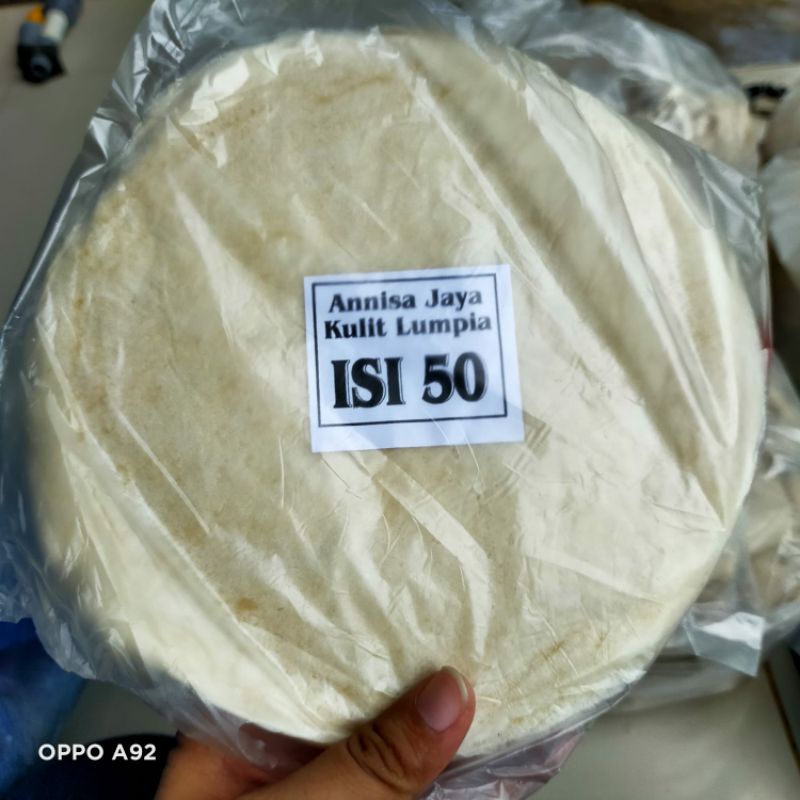 Annisa Jaya
Kulit Lumpia
ISI 50
OPPO A92